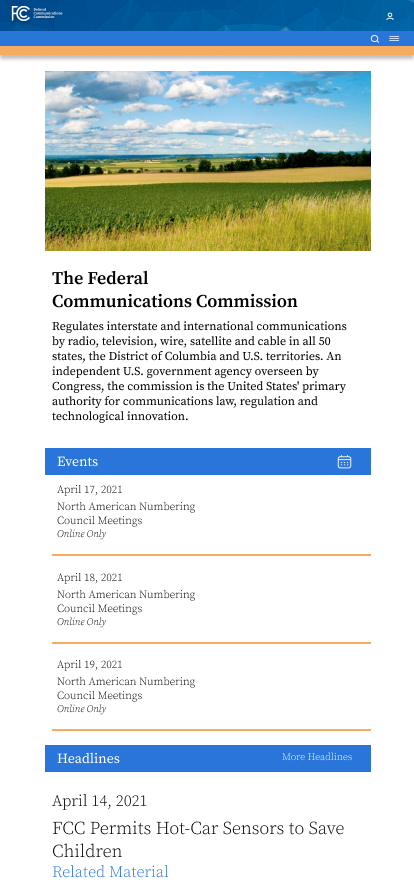 FCC
Federal
Communications
Commission
The Federal
Communications Commission
Regulates interstate and international communications
by radio, television, wire, satellite and cable in all 50
states, the District of Columbia and U.S. territories. An
independent U.S. government agency overseen by
Congress, the commission is the United States' primary
authority for communications law, regulation and
technological innovation.
Events
April 17, 2021
North American Numbering
Council Meetings
Online Only
April 18, 2021
North American Numbering
Council Meetings
Online Only
April 19, 2021
North American Numbering
Council Meetings
Online Only
Headlines More Headlines
April 14, 2021
FCC Permits Hot-Car Sensors to Save
Children
Related Material